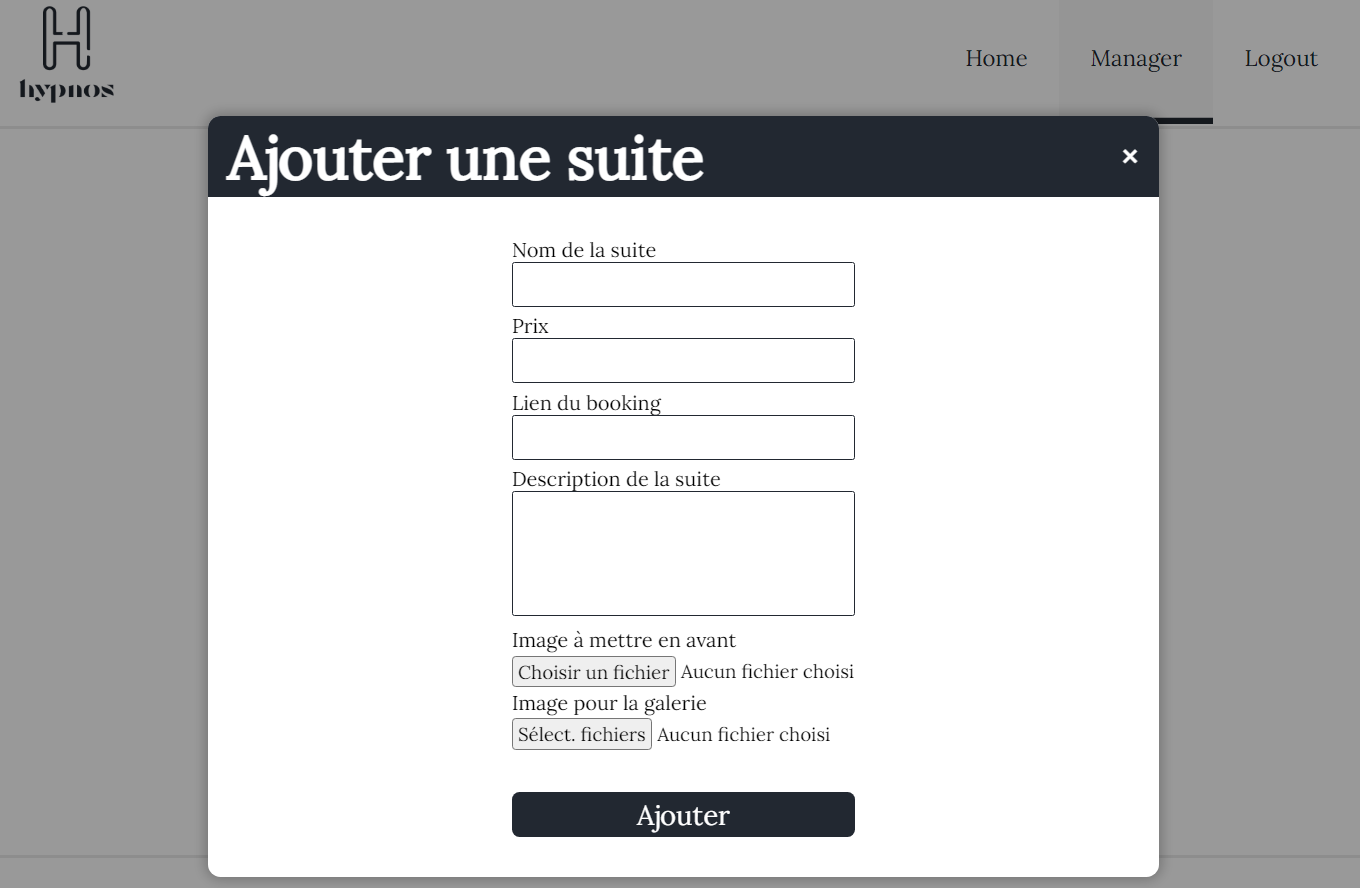 H
hypnos
Home
Manager
Logout
Ajouter une suite
×
Nom de la suite
Prix
Lien du booking
Description de la suite
Image à mettre en avant
Choisir un fichier Aucun fichier choisi
Image pour la galerie
Sélect. fichiers Aucun fichier choisi
Ajouter